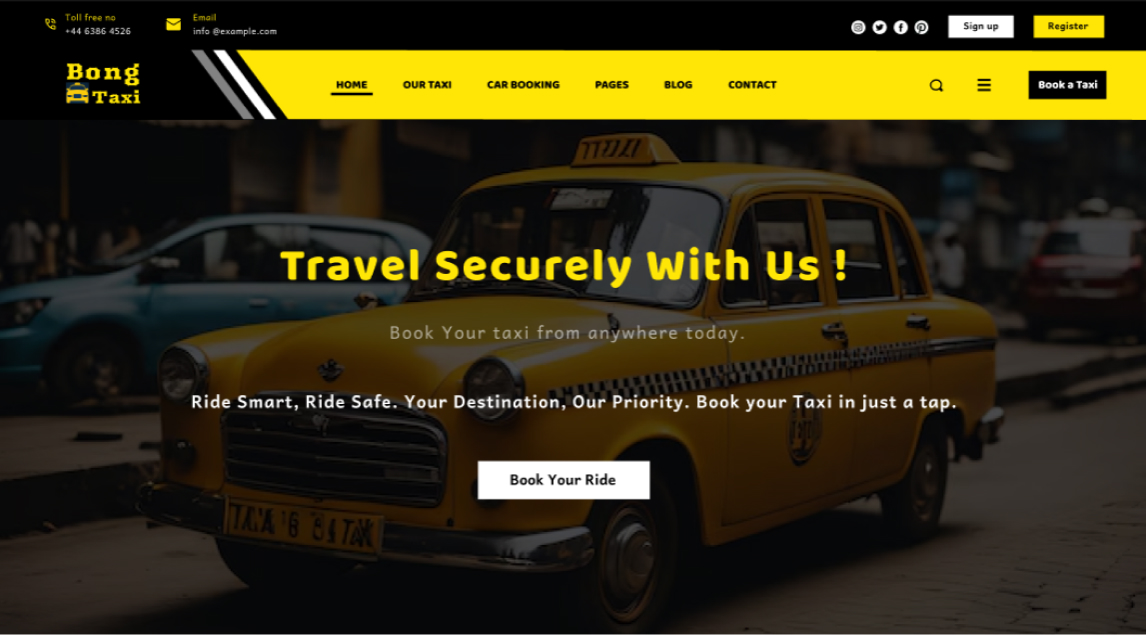 Toll free no
+44 6386 4526
Email
info @example.com
Sign up
Register
Bong
Taxi
HOME
OUR TAXI
CAR BOOKING
PAGES
BLOG
CONTACT
Book a Taxi
Travel Securely With Us !
Book Your taxi from anywhere today.
Ride Smart, Ride Safe. Your Destination, Our Priority. Book your Taxi in just a tap.
Book Your Ride